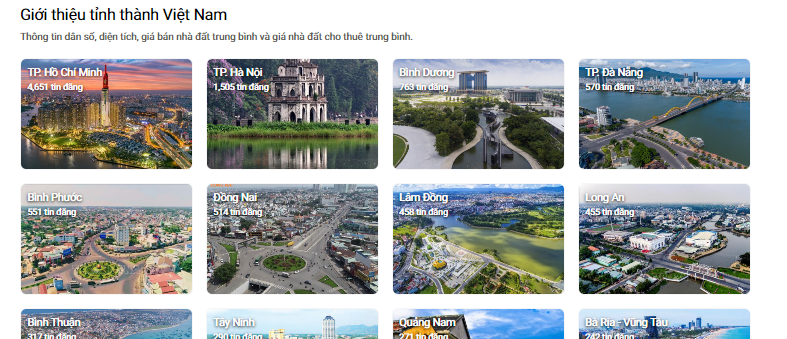 Giới thiệu tỉnh thành Việt Nam
Thông tin dân số, diện tích, giá bán nhà đất trung bình và giá nhà đất cho thuê trung bình.
TP. Hồ Chí Minh
4,651 tin đăng
TP. Hà Nội
1,505 tin đăng
Bình Dương
763 tin đăng
TP. Đà Nẵng
570 tin đăng
Bình Phước
551 tin đăng
Đồng Nai
514 tin đăng
Lâm Đồng
458 tin đăng
Long An
455 tin đăng
Bình Thuận
317 tin đăng
Tây Ninh
290 tin đăng
Quảng Nam
271 tin đăng
Bà Rịa - Vũng Tàu
242 tin đăng